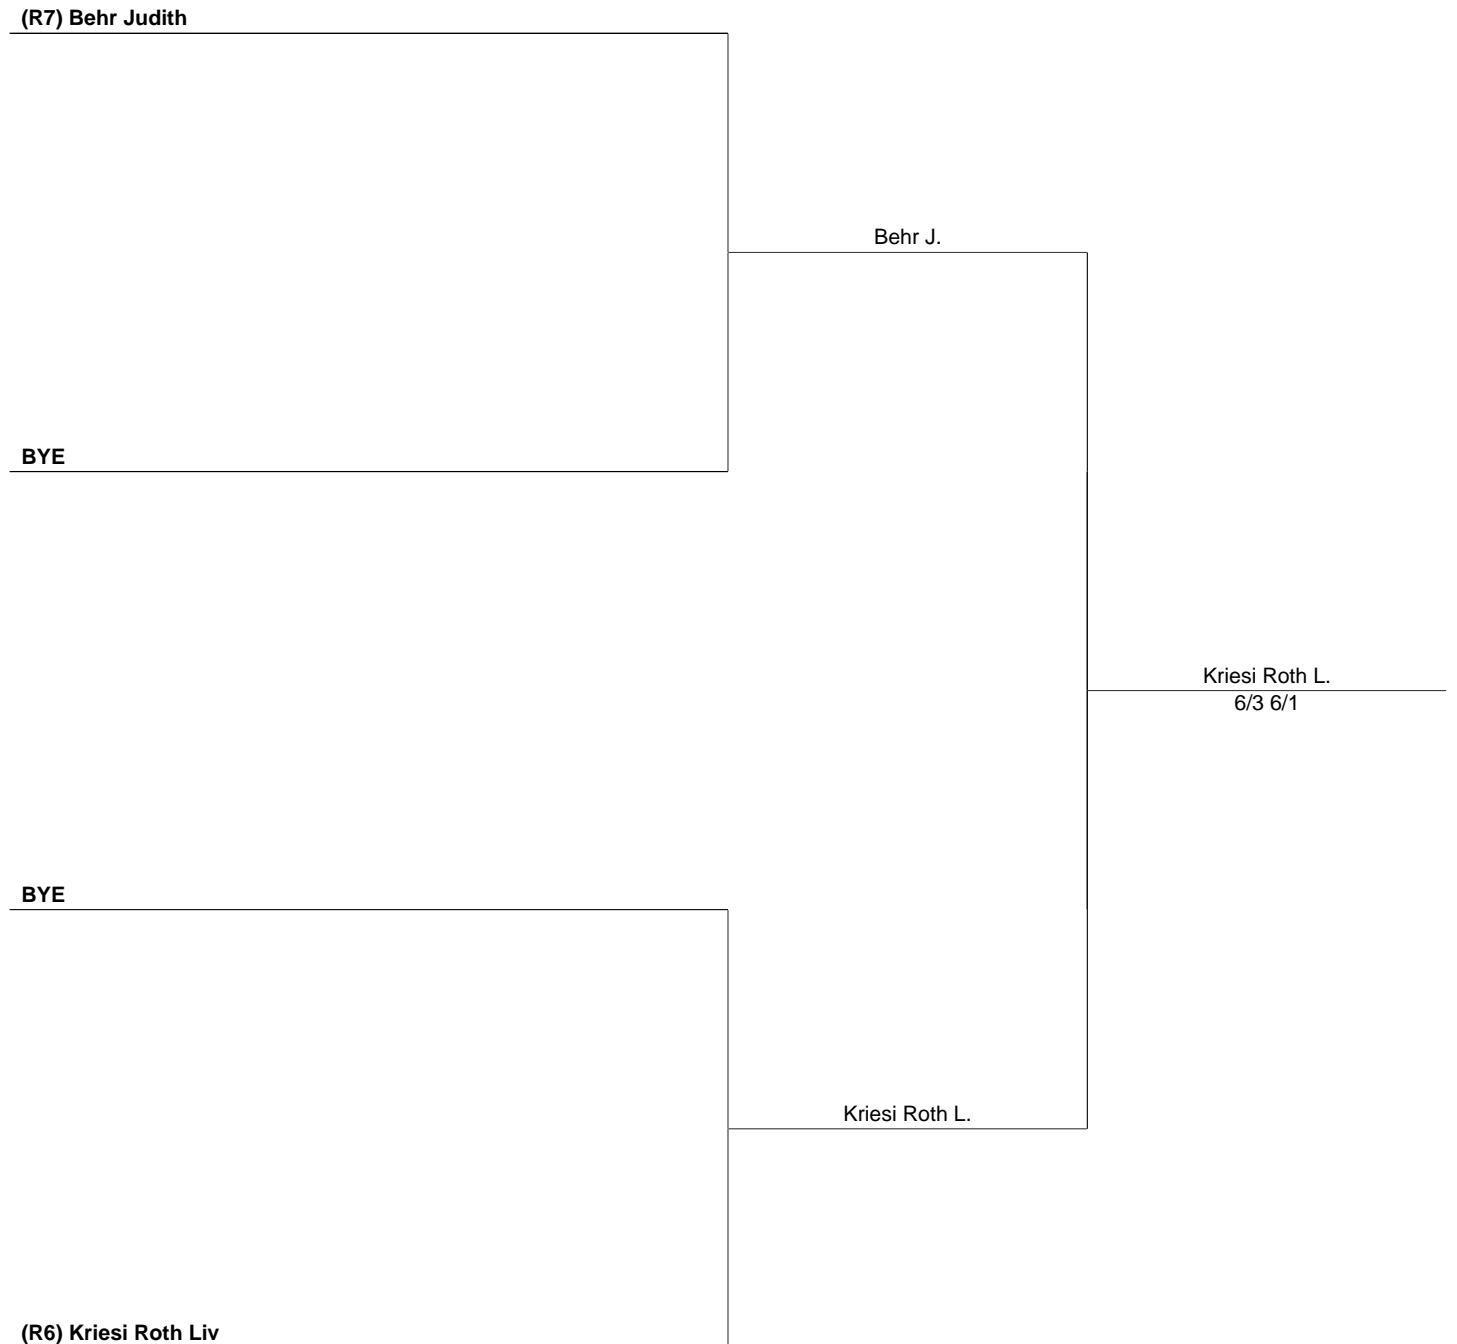 (R7) Behr Judith
Behr J.
BYE
Kriesi Roth L.
6/3 6/1
BYE
Kriesi Roth L.
(R6) Kriesi Roth Liv